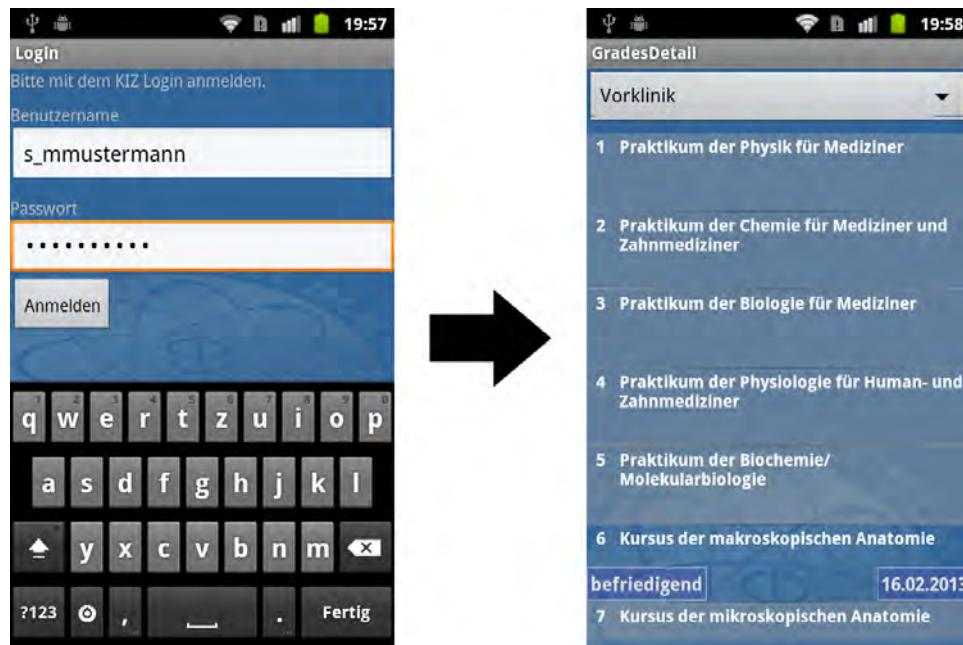 19:57
Login
Bitte mit dem KIZ Login anmelden.
Benutzername
s_mmustermann
Passwort
••••••••••
Anmelden
q w e r t z u i o p
a s d f g h j k l
y x c v b n m
?123 , . Fertig
19:58
GradesDetail
Vorklinik
1 Praktikum der Physik für Mediziner
2 Praktikum der Chemie für Mediziner und
Zahnmediziner
3 Praktikum der Biologie für Mediziner
4 Praktikum der Physiologie für Human- und
Zahnmediziner
5 Praktikum der Biochemie/
Molekularbiologie
6 Kursus der makroskopischen Anatomie
befriedigend 16.02.2013
7 Kursus der mikroskopischen Anatomie